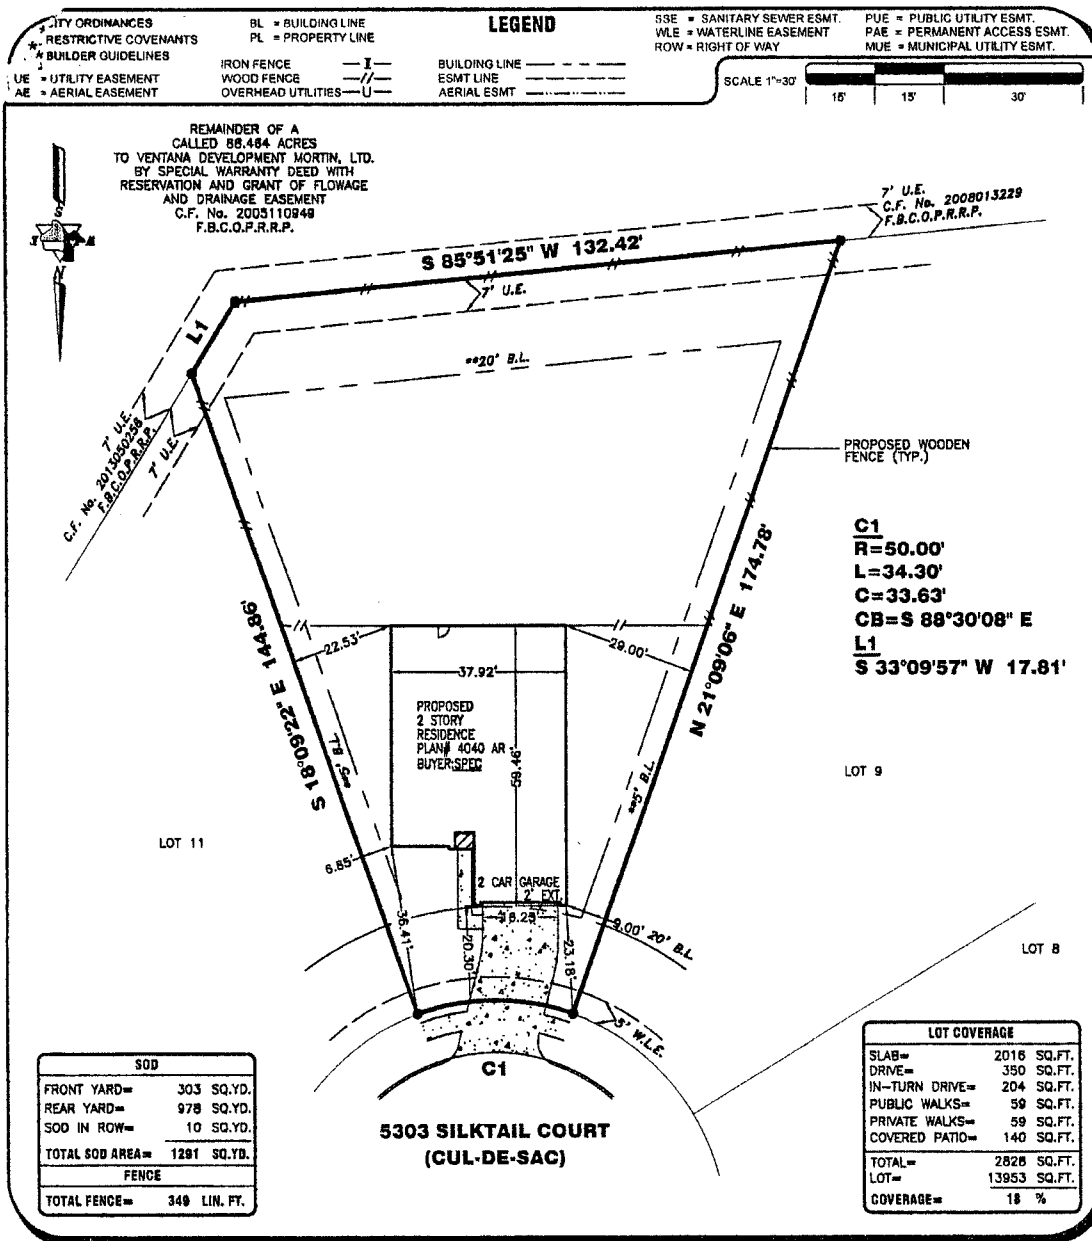 CITY ORDINANCES
* RESTRICTIVE COVENANTS
** BUILDER GUIDELINES
UE = UTILITY EASEMENT
AE = AERIAL EASEMENT
BL = BUILDING LINE
PL = PROPERTY LINE
LEGEND
IRON FENCE I
WOOD FENCE //
OVERHEAD UTILITIES U
BUILDING LINE
ESMT LINE
AERIAL ESMT
SSE = SANITARY SEWER ESMT.
WLE = WATERLINE EASEMENT
ROW = RIGHT OF WAY
PUE = PUBLIC UTILITY ESMT.
PAE = PERMANENT ACCESS ESMT.
MUE = MUNICIPAL UTILITY ESMT.
SCALE 1"=30'
15' 15' 30'
REMAINDER OF A
CALLED 86.464 ACRES
TO VENTANA DEVELOPMENT MORTIN, LTD.
BY SPECIAL WARRANTY DEED WITH
RESERVATION AND GRANT OF FLOWAGE
AND DRAINAGE EASEMENT
C.F. No. 2005110949
F.B.C.O.P.R.R.P.
S
N
7' U.E.
C.F. No. 2008013229
F.B.C.O.P.R.R.P.
S 85°51'25" W 132.42'
7' U.E.
L1
**20' B.L.
7' U.E.
C.F. No. 2013050256
F.B.C.O.P.R.R.P.
7' U.E.
PROPOSED WOODEN
FENCE (TYP.)
C1
R=50.00'
L=34.30'
C=33.63'
CB=S 88°30'08" E
L1
S 33°09'57" W 17.81'
S 18°09'22" E 144.86'
N 21°09'06" E 174.78'
22.53'
29.00'
37.92'
PROPOSED
2 STORY
RESIDENCE
PLAN# 4040 AR
BUYER:SPEC
59.46'
**5' B.L.
**5' B.L.
LOT 9
LOT 11
6.85'
2 CAR GARAGE
2' EXT.
16.25'
36.41'
20.30'
23.18'
9.00' 20' B.L.
LOT 8
5' W.L.E.
C1
5303 SILKTAIL COURT
(CUL-DE-SAC)
SOD
FRONT YARD= 303 SQ.YD.
REAR YARD= 978 SQ.YD.
SOD IN ROW= 10 SQ.YD.
TOTAL SOD AREA= 1291 SQ.YD.
FENCE
TOTAL FENCE= 349 LIN. FT.
LOT COVERAGE
SLAB= 2016 SQ.FT.
DRIVE= 350 SQ.FT.
IN-TURN DRIVE= 204 SQ.FT.
PUBLIC WALKS= 59 SQ.FT.
PRIVATE WALKS= 59 SQ.FT.
COVERED PATIO= 140 SQ.FT.
TOTAL= 2828 SQ.FT.
LOT= 13953 SQ.FT.
COVERAGE= 18 %